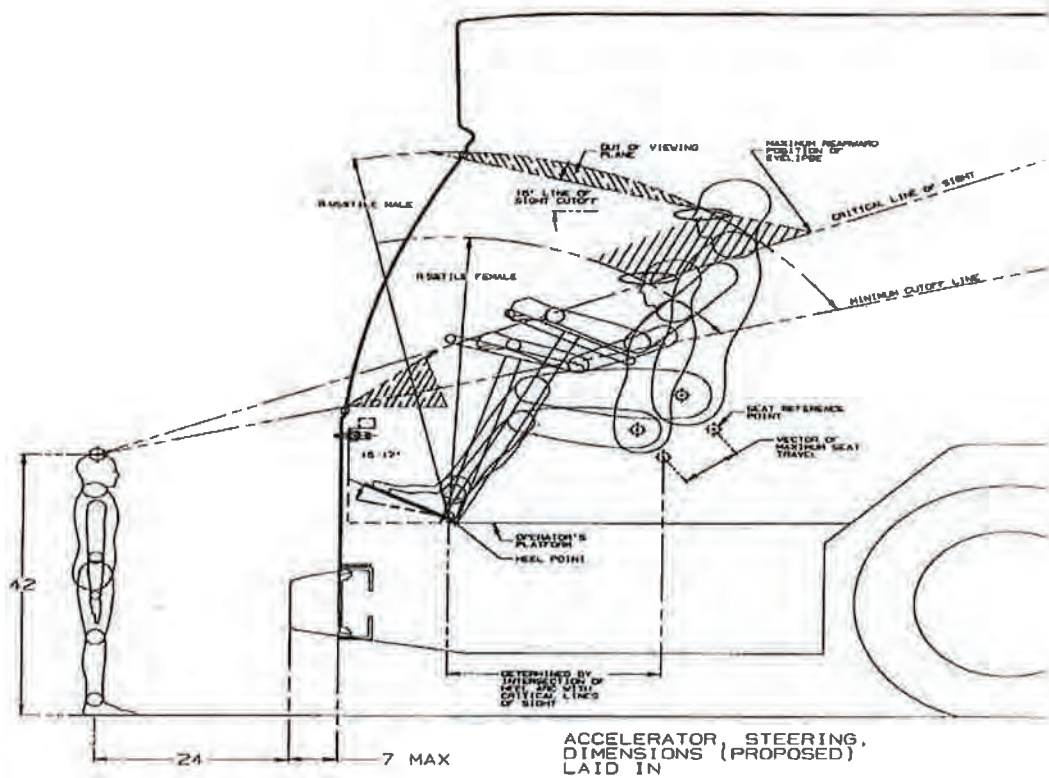 OUT OF VIEWING
PLANE
MAXIMUM REARWARD
POSITION OF
EYELIPSE
CRITICAL LINE OF SIGHT
15° LINE OF
SIGHT CUTOFF
MALE
FEMALE
MINIMUM CUTOFF LINE
SEAT REFERENCE
POINT
VECTOR OF
MAXIMUM SEAT
TRAVEL
OPERATOR'S
PLATFORM
HEEL POINT
42
DETERMINED BY
INTERSECTION OF
HEEL ARC WITH
CRITICAL LINES
OF SIGHT
24
7 MAX
ACCELERATOR, STEERING,
DIMENSIONS (PROPOSED)
LAID IN